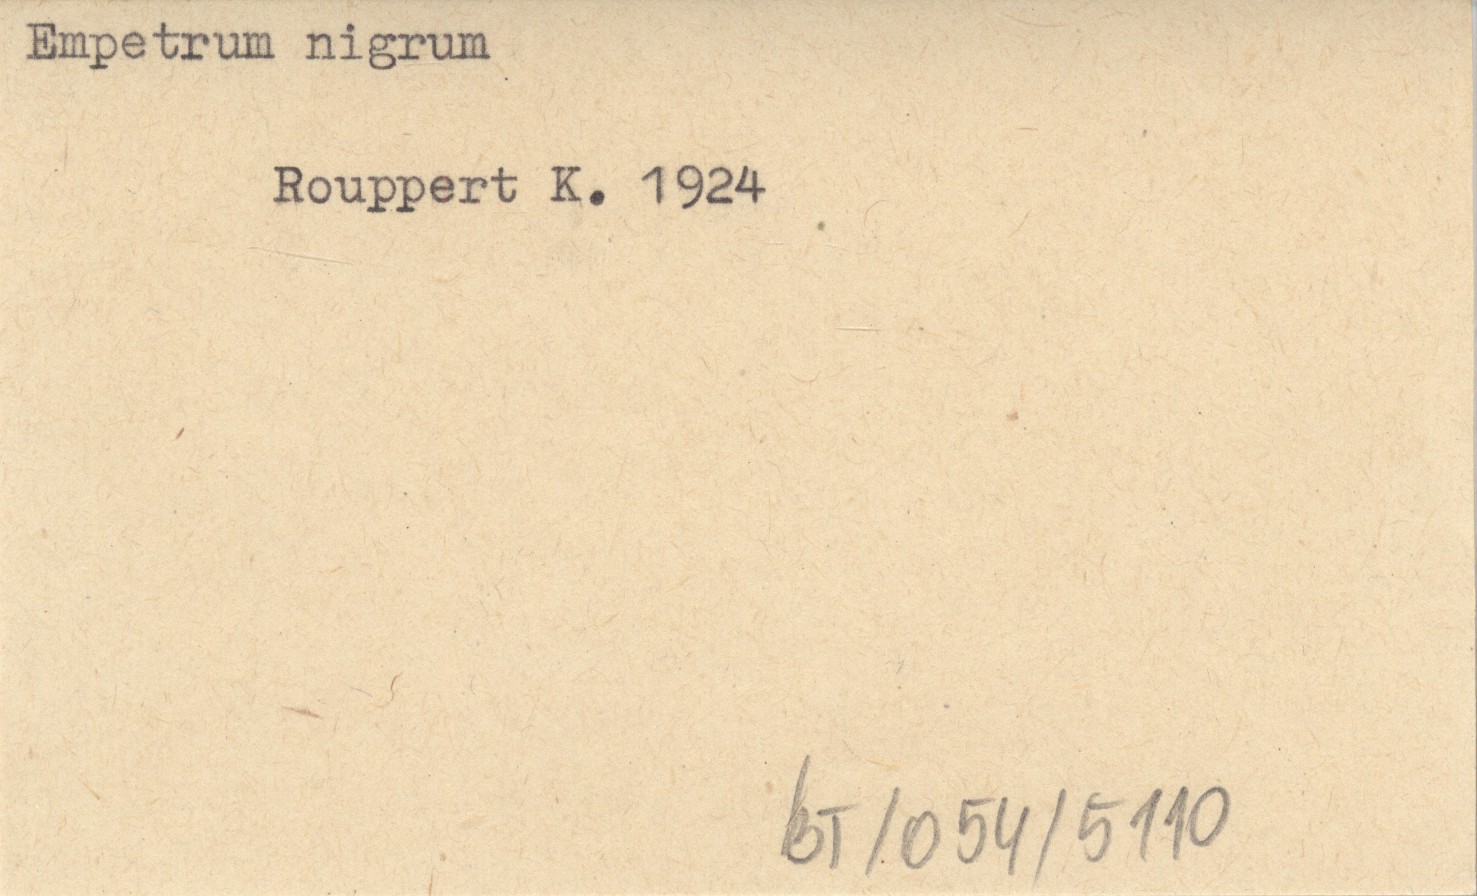 Empetrum nigrum
Rouppert K. 1924
BT/054/5110